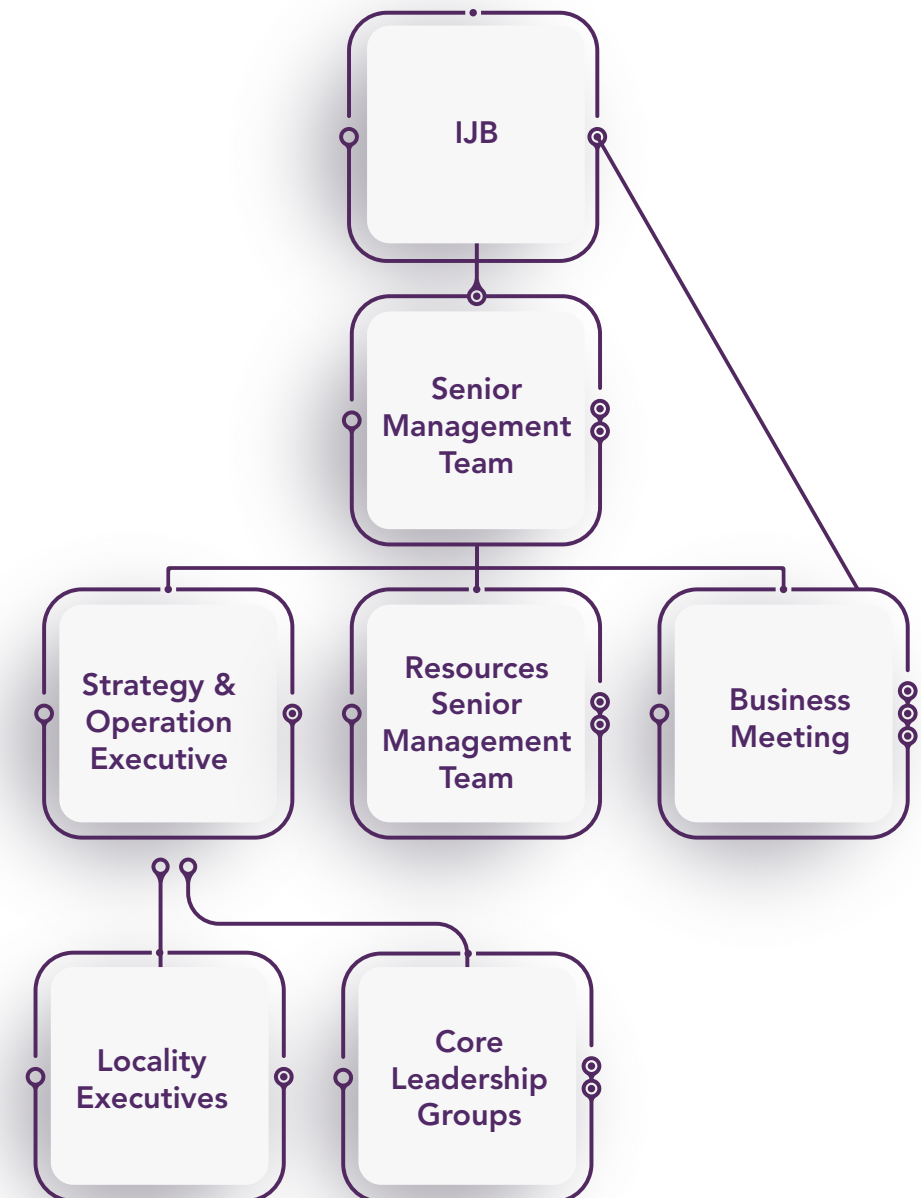 IJB
Senior
Management
Team
Strategy &
Operation
Executive
Resources
Senior
Management
Team
Business
Meeting
Locality
Executives
Core
Leadership
Groups